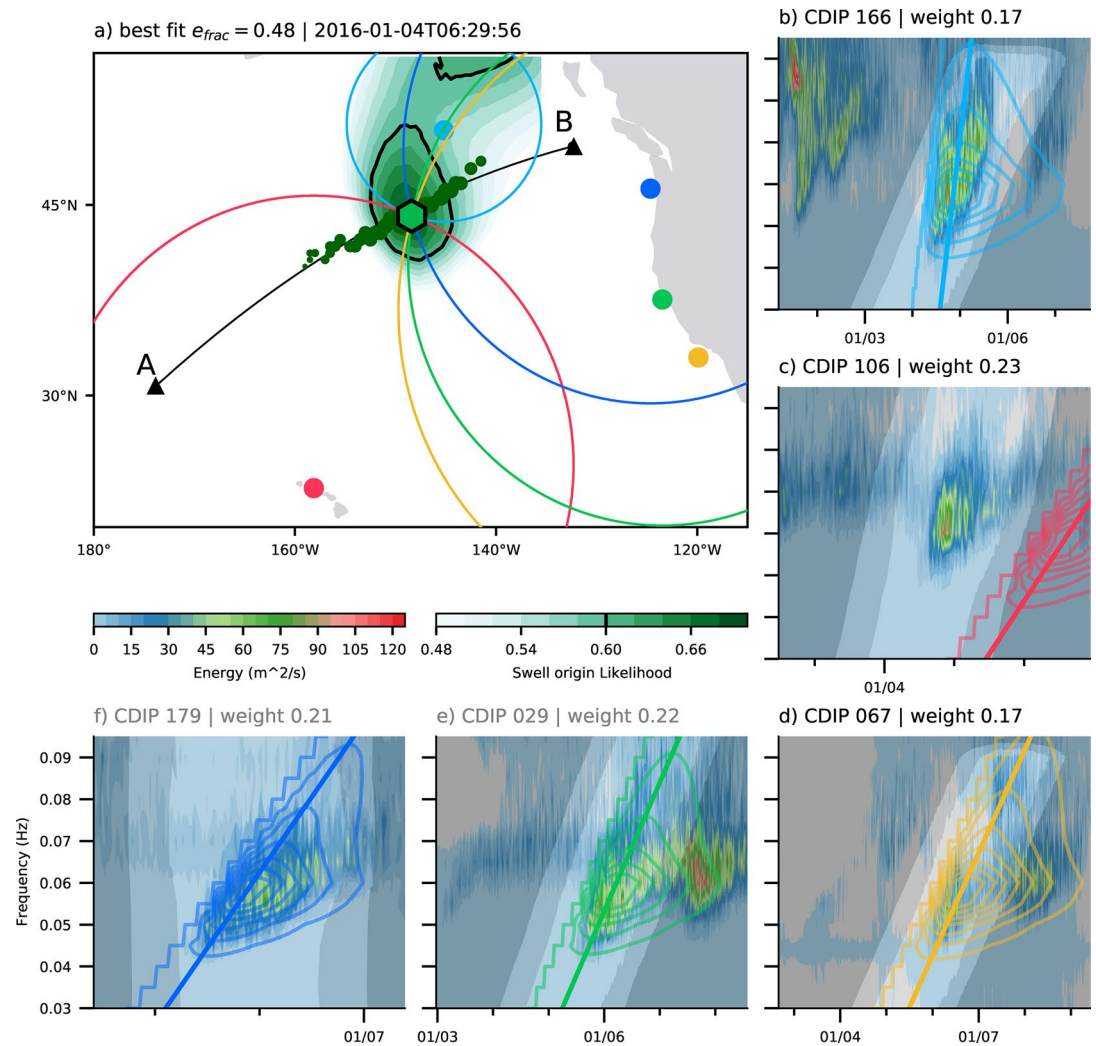 a) best fit e_frac = 0.48 | 2016-01-04T06:29:56
b) CDIP 166 | weight 0.17
A
B
45°N
30°N
180°
160°W
140°W
120°W
01/03
01/06
c) CDIP 106 | weight 0.23
01/04
0
15
30
45
60
75
90
105
120
Energy (m^2/s)
0.48
0.54
0.60
0.66
Swell origin Likelihood
f) CDIP 179 | weight 0.21
e) CDIP 029 | weight 0.22
d) CDIP 067 | weight 0.17
Frequency (Hz)
0.09
0.08
0.07
0.06
0.05
0.04
0.03
01/07
01/03
01/06
01/04
01/07